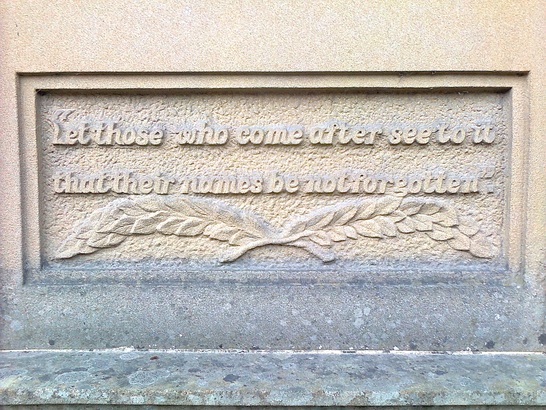 "Let those who come after see to it
that their names be not forgotten".